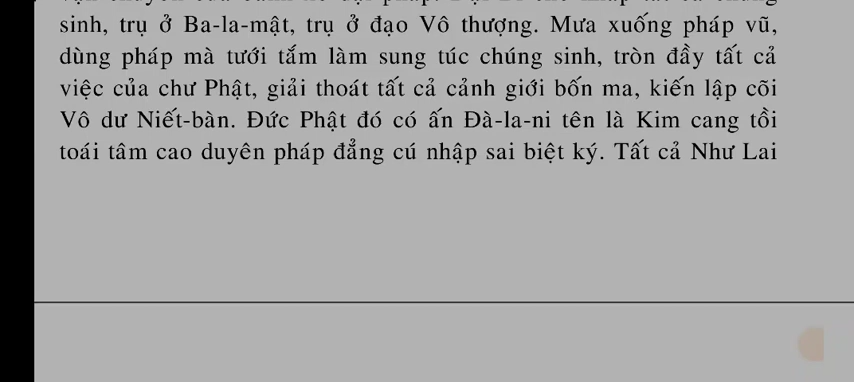 sinh, trụ ở Ba-la-mật, trụ ở đạo Vô thượng. Mưa xuống pháp vũ,
dùng pháp mà tưới tắm làm sung túc chúng sinh, tròn đầy tất cả
việc của chư Phật, giải thoát tất cả cảnh giới bốn ma, kiến lập cõi
Vô dư Niết-bàn. Đức Phật đó có ấn Đà-la-ni tên là Kim cang tồi
toái tâm cao duyên pháp đẳng cú nhập sai biệt ký. Tất cả Như Lai